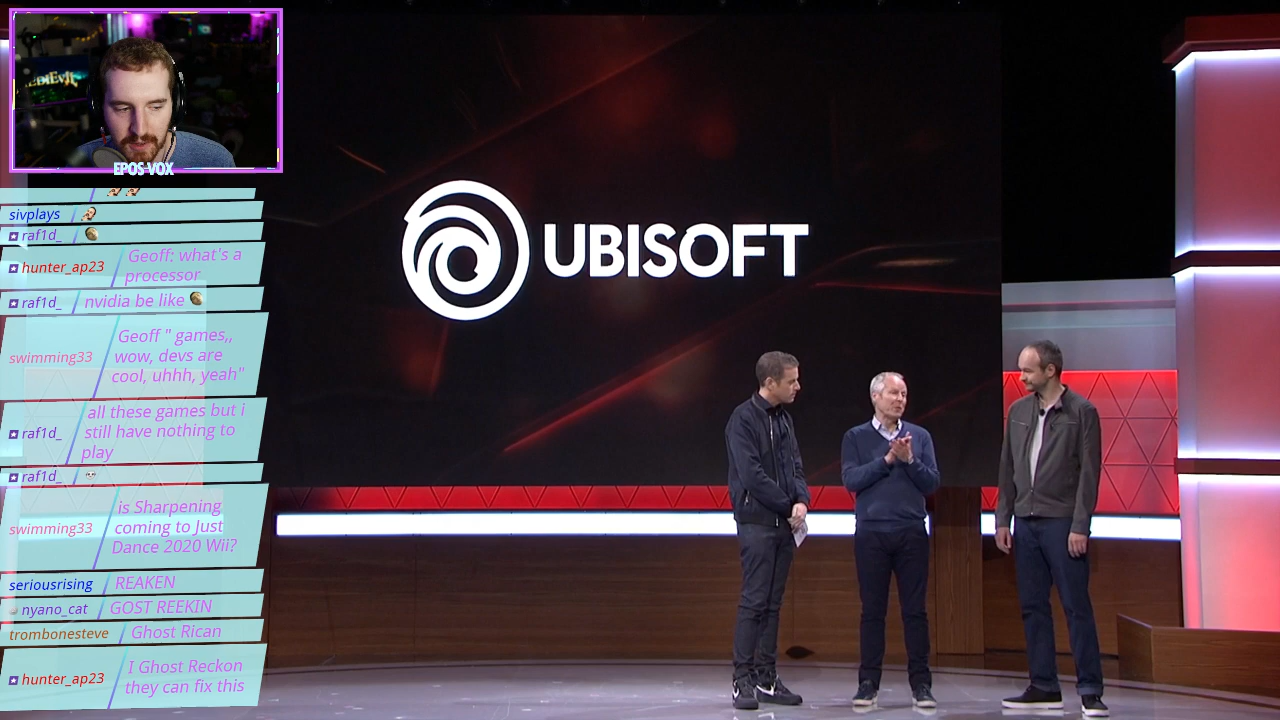 MEDIEVIL
EPOS VOX
sivplays
raf1d_
hunter_ap23
Geoff: what's a
processor
raf1d_
nvidia be like
swimming33
Geoff " games,,
wow, devs are
cool, uhhh, yeah"
raf1d_
all these games but i
still have nothing to
play
raf1d_
swimming33
is Sharpening
coming to Just
Dance 2020 Wii?
seriousrising
REAKEN
nyano_cat
GOST REEKIN
trombonesteve
Ghost Rican
hunter_ap23
I Ghost Reckon
they can fix this
UBISOFT